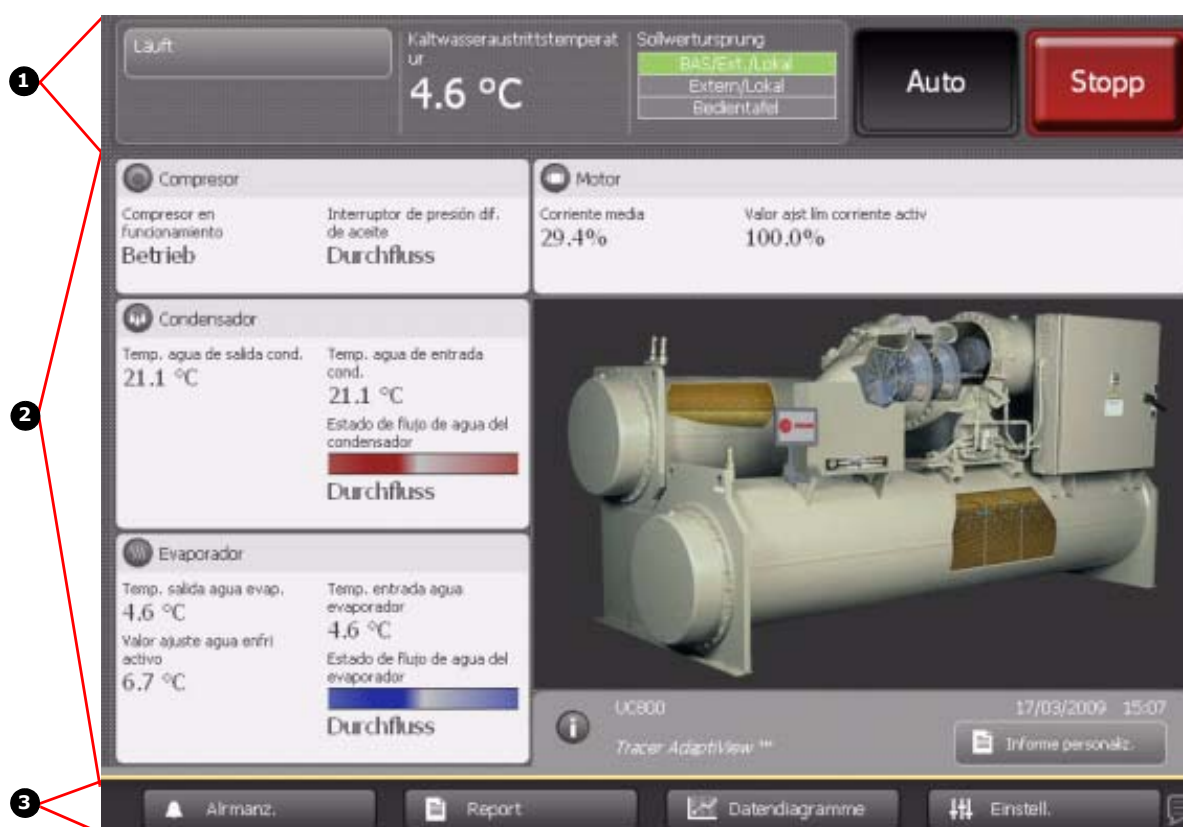 1
Läuft
Kaltwasseraustrittstemperat
ur
4.6 °C
Sollwertursprung
BAS/Ext./Lokal
Extern/Lokal
Bedientafel
Auto
Stopp
2
Compresor
Compresor en
funcionamiento
Betrieb
Interruptor de presión dif.
de aceite
Durchfluss
Motor
Corriente media
29.4%
Valor ajst lím corriente activ
100.0%
Condensador
Temp. agua de salida cond.
21.1 °C
Temp. agua de entrada
cond.
21.1 °C
Estado de flujo de agua del
condensador
Durchfluss
Evaporador
Temp. salida agua evap.
4.6 °C
Valor ajuste agua enfri
activo
6.7 °C
Temp. entrada agua
evaporador
4.6 °C
Estado de flujo de agua del
evaporador
Durchfluss
UC800
Tracer AdaptiView ™
17/03/2009 15:07
Informe personaliz.
3
Alrmanz.
Report
Datendiagramme
Einstell.